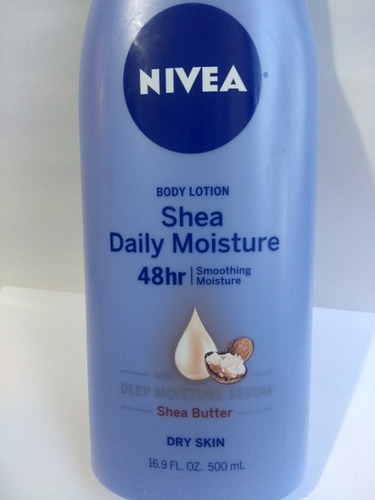 NIVEA
BODY LOTION
Shea
Daily Moisture
48hr | Smoothing
Moisture
DEEP MOISTURE SERUM
Shea Butter
DRY SKIN
16.9 FL. OZ. 500 mL